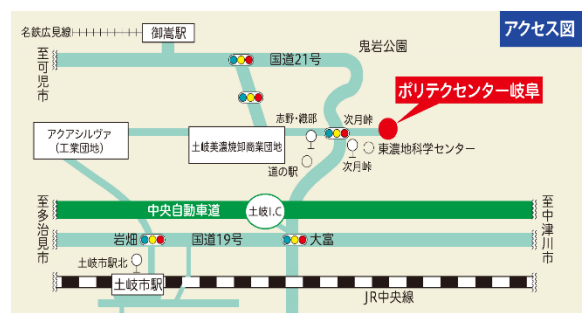 アクセス図
名鉄広見線
御嵩駅
鬼岩公園
至可児市
国道21号
ポリテクセンター岐阜
アクアシルヴァ
(工業団地)
土岐美濃焼卸商業団地
志野・織部
次月峠
道の駅
次月峠
東濃地科学センター
中央自動車道
土岐I.C
至多治見市
至中津川市
岩畑
国道19号
大富
土岐市駅北
土岐市駅
JR中央線